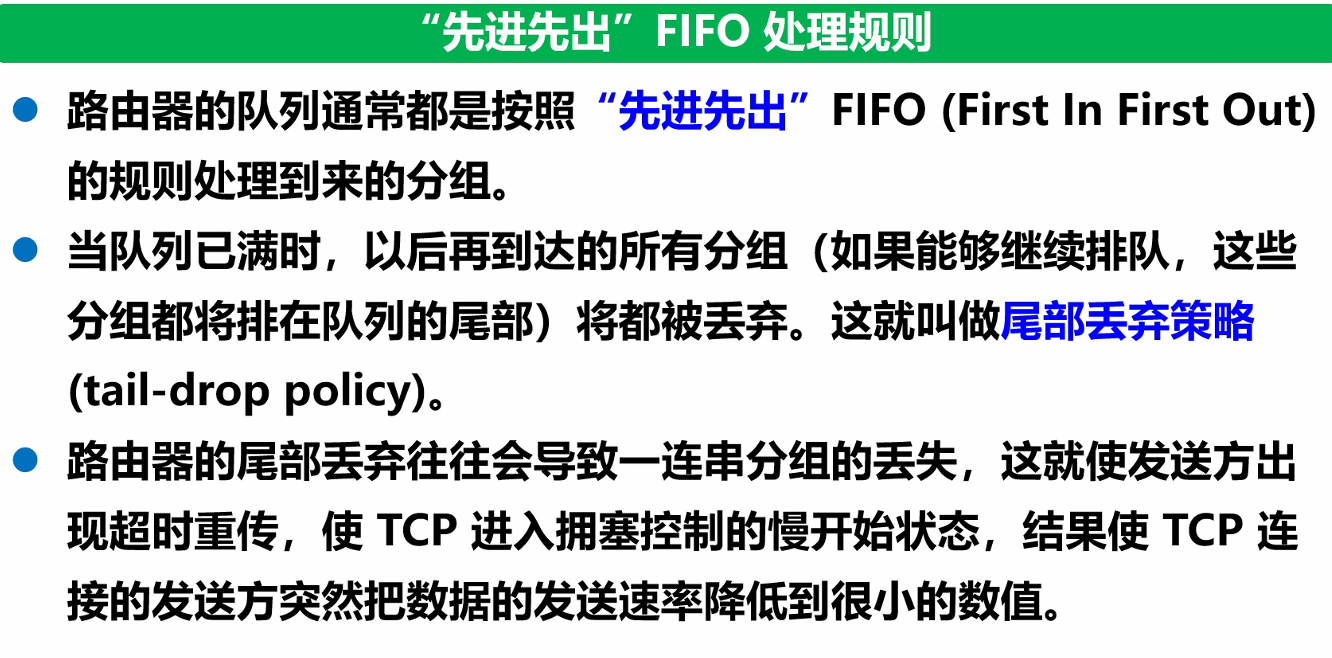 “先进先出”FIFO 处理规则
路由器的队列通常都是按照“先进先出”FIFO (First In First Out)
的规则处理到来的分组。
当队列已满时，以后再到达的所有分组（如果能够继续排队，这些
分组都将排在队列的尾部）将都被丢弃。这就叫做尾部丢弃策略
(tail-drop policy)。
路由器的尾部丢弃往往会导致一连串分组的丢失，这就使发送方出
现超时重传，使 TCP 进入拥塞控制的慢开始状态，结果使 TCP 连
接的发送方突然把数据的发送速率降低到很小的数值。